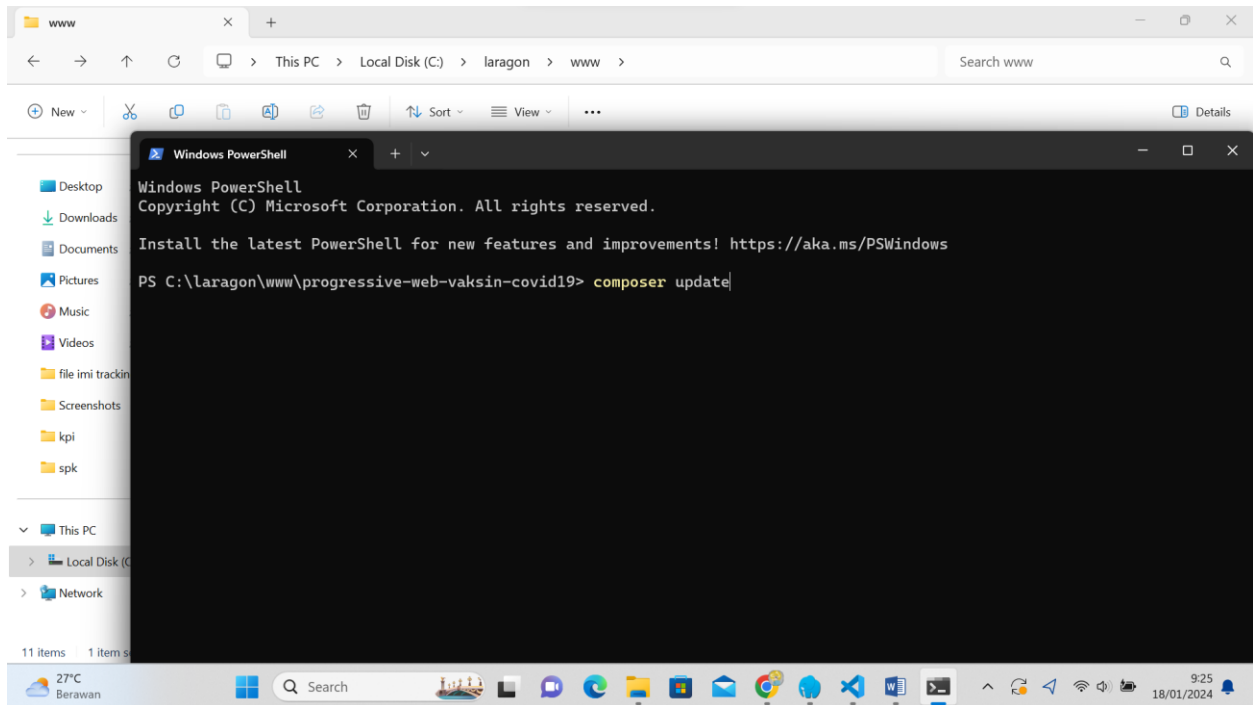 www
This PC > Local Disk (C:) > laragon > www >
Search www
New
Sort
View
Details
Windows PowerShell
Desktop
Downloads
Documents
Pictures
Music
Videos
file imi trackin
Screenshots
kpi
spk
This PC
Local Disk (C
Network
11 items
1 item s
Windows PowerShell
Copyright (C) Microsoft Corporation. All rights reserved.
Install the latest PowerShell for new features and improvements! https://aka.ms/PSWindows
PS C:\laragon\www\progressive-web-vaksin-covid19> composer update
27°C
Berawan
Search
9:25
18/01/2024